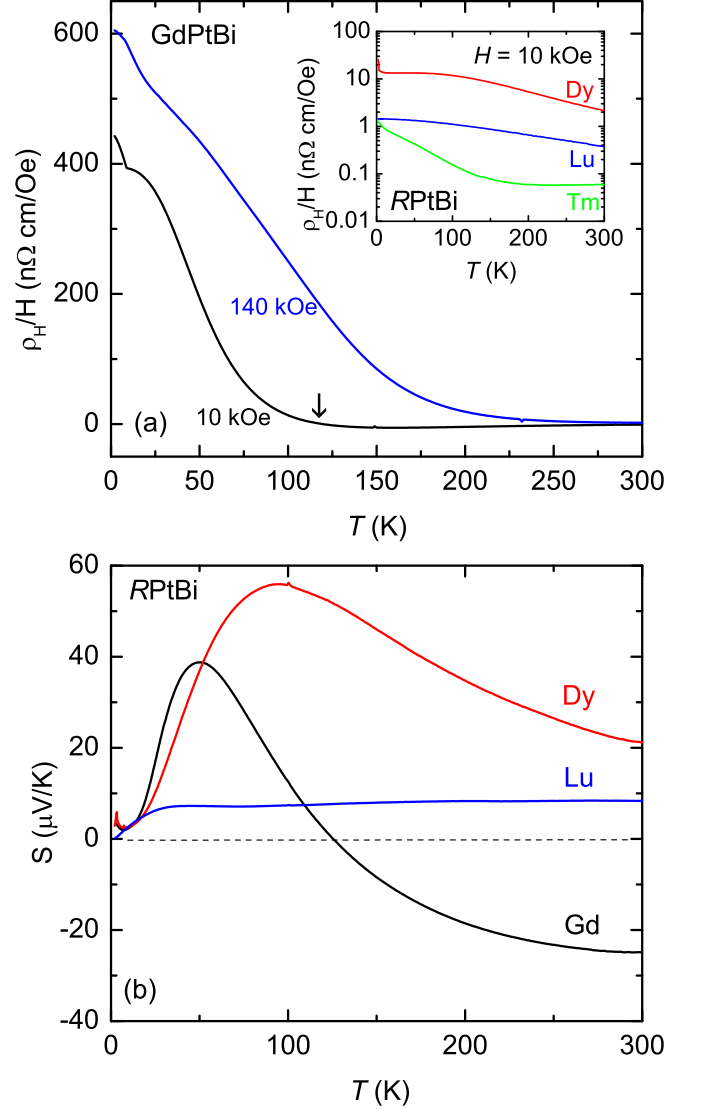 600
400
200
0
ρH/H (nΩ cm/Oe)
GdPtBi
140 kOe
10 kOe
↓
(a)
0 50 100 150 200 250 300
T (K)
100
10
1
0.1
0.01
ρH/H (nΩ cm/Oe)
H = 10 kOe
Dy
Lu
Tm
RPtBi
0 100 200 300
T (K)
60
40
20
0
-20
-40
S (μV/K)
RPtBi
Dy
Lu
Gd
(b)
0 100 200 300
T (K)